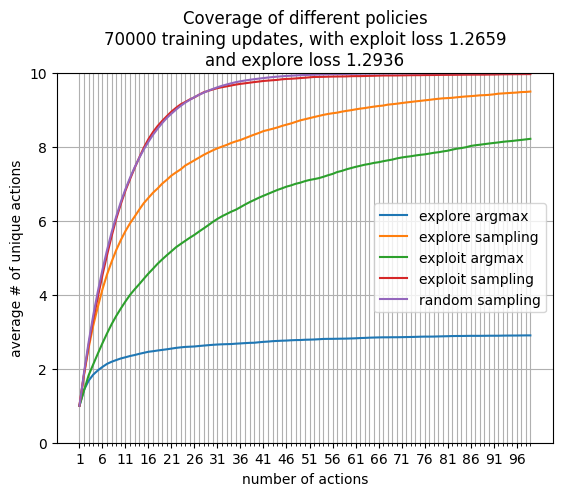 Coverage of different policies
70000 training updates, with exploit loss 1.2659
and explore loss 1.2936
average # of unique actions
10
8
6
4
2
0
explore argmax
explore sampling
exploit argmax
exploit sampling
random sampling
1 6 11 16 21 26 31 36 41 46 51 56 61 66 71 76 81 86 91 96
number of actions